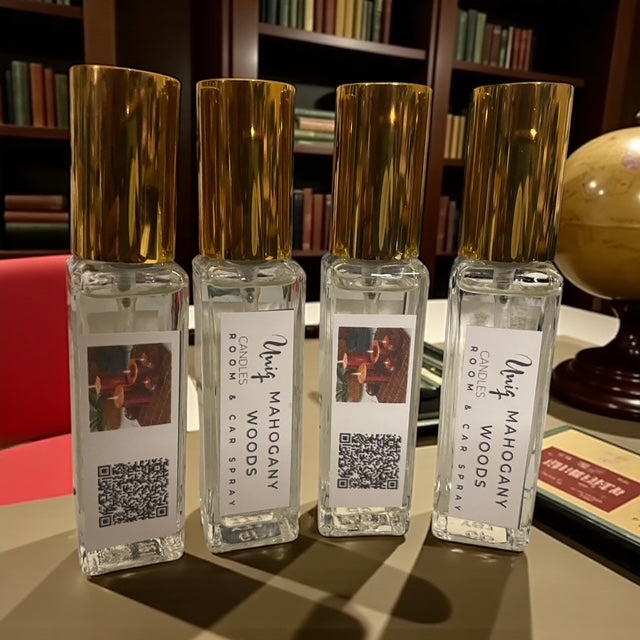 Uniq
CANDLES
MAHOGANY
WOODS
ROOM & CAR SPRAY
Uniq
CANDLES
MAHOGANY
WOODS
ROOM & CAR SPRAY